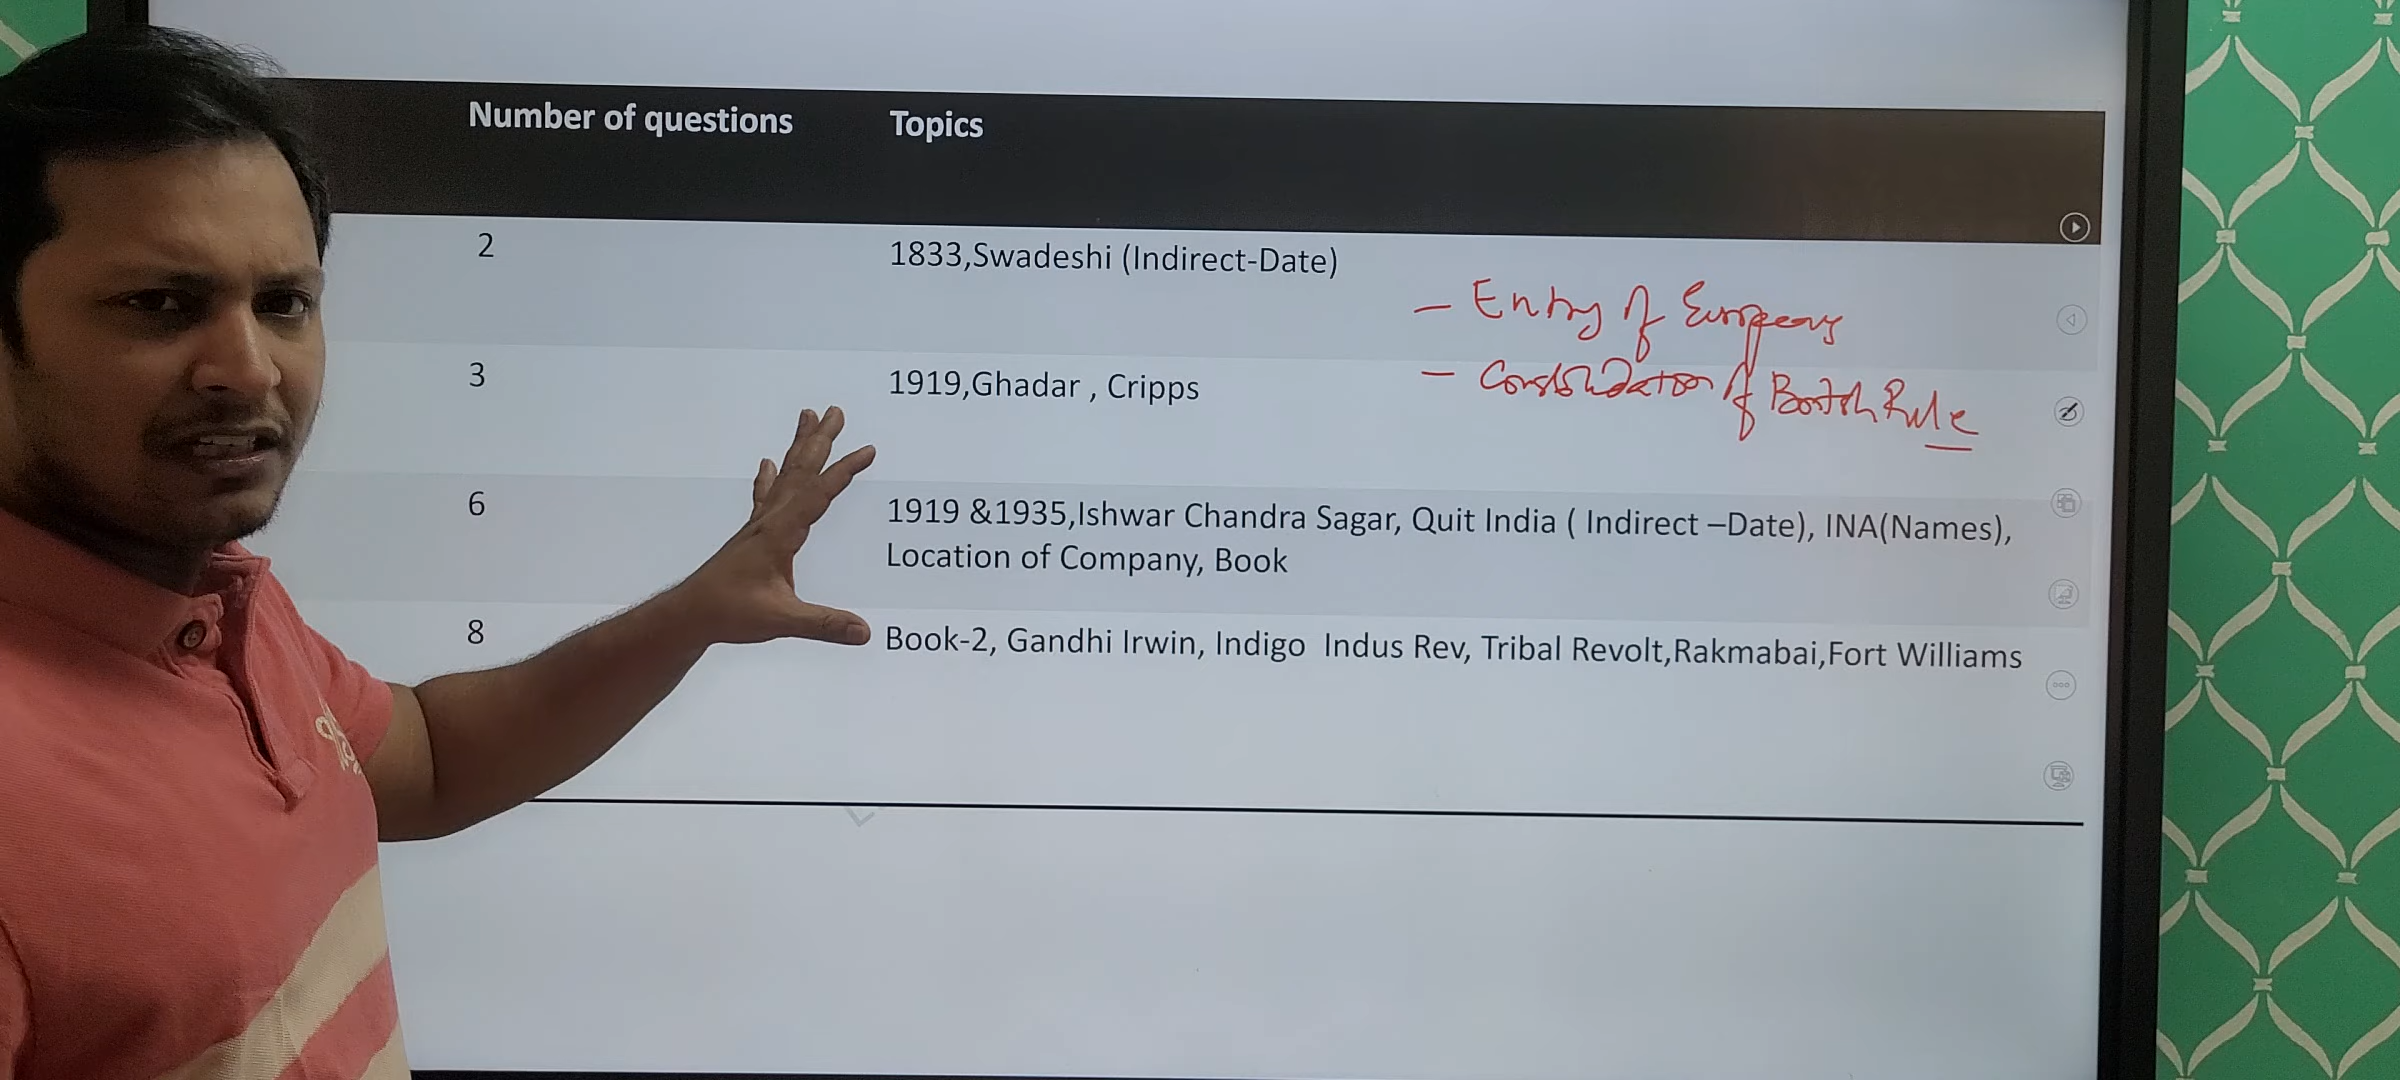 Number of questions Topics
2 1833,Swadeshi (Indirect-Date)
- Entry of Europeans
3 1919,Ghadar , Cripps
- Consolidation of British Rule
6 1919 &1935,Ishwar Chandra Sagar, Quit India ( Indirect –Date), INA(Names),
Location of Company, Book
8 Book-2, Gandhi Irwin, Indigo Indus Rev, Tribal Revolt,Rakmabai,Fort Williams